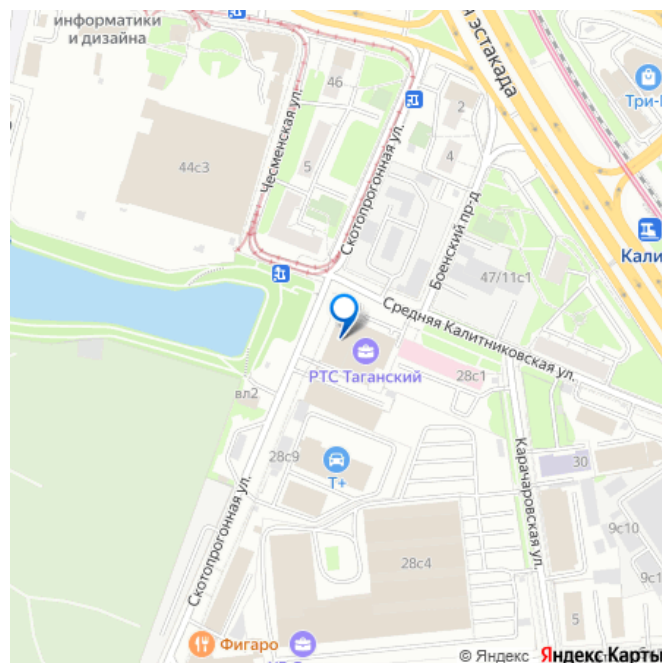 информатики
и дизайна
я эстакада
46
2
Три-
Чесменская ул.
5
4
44с3
Скотопрогонная ул.
Боенский пр-д
Кали
47/11с1
Средняя Калитниковская ул.
РТС Таганский
28с1
вл2
28с9
Т+
30
Карачаровская ул.
9с10
Скотопрогонная ул.
28с4
9с1
5
Фигаро
© Яндекс Яндекс Карты